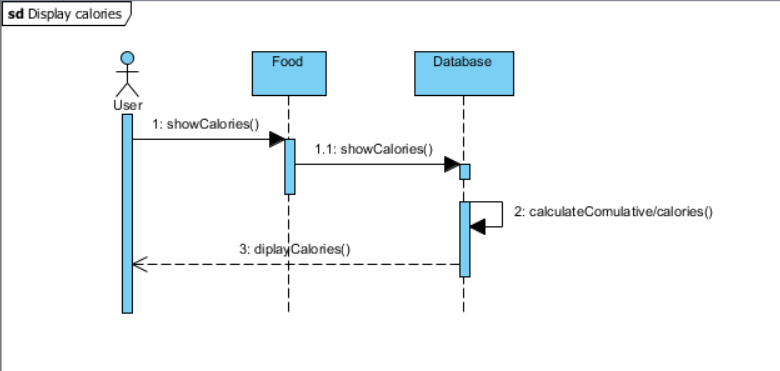 sd Display calories
Food
Database
User
1: showCalories()
1.1: showCalories()
2: calculateComulative/calories()
3: diplayCalories()